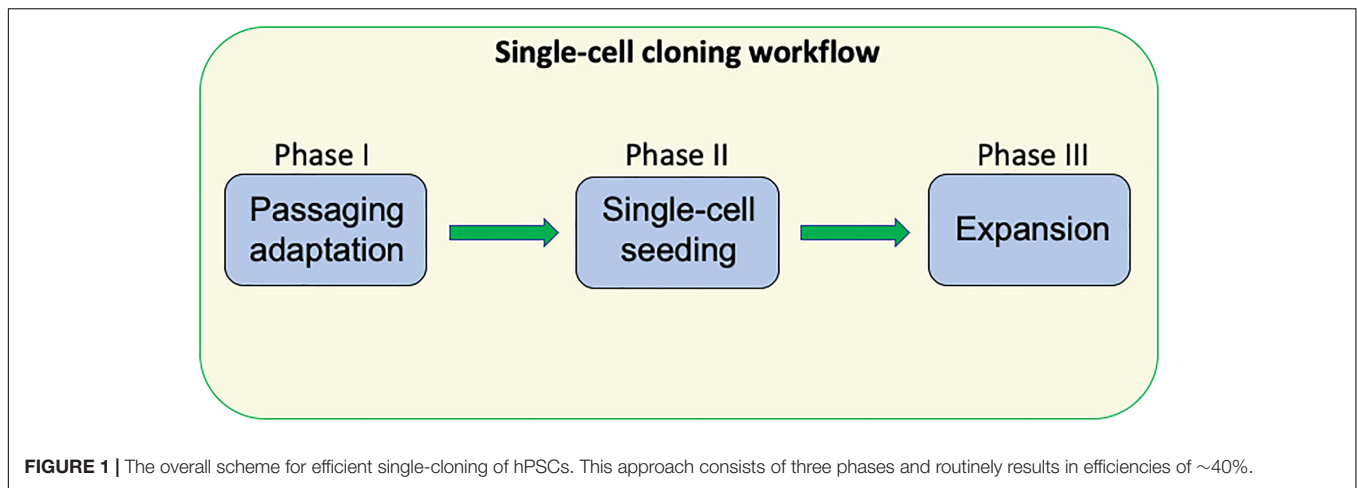 Single-cell cloning workflow
Phase I
Passaging
adaptation
Phase II
Single-cell
seeding
Phase III
Expansion
FIGURE 1 | The overall scheme for efficient single-cloning of hPSCs. This approach consists of three phases and routinely results in efficiencies of ∼40%.